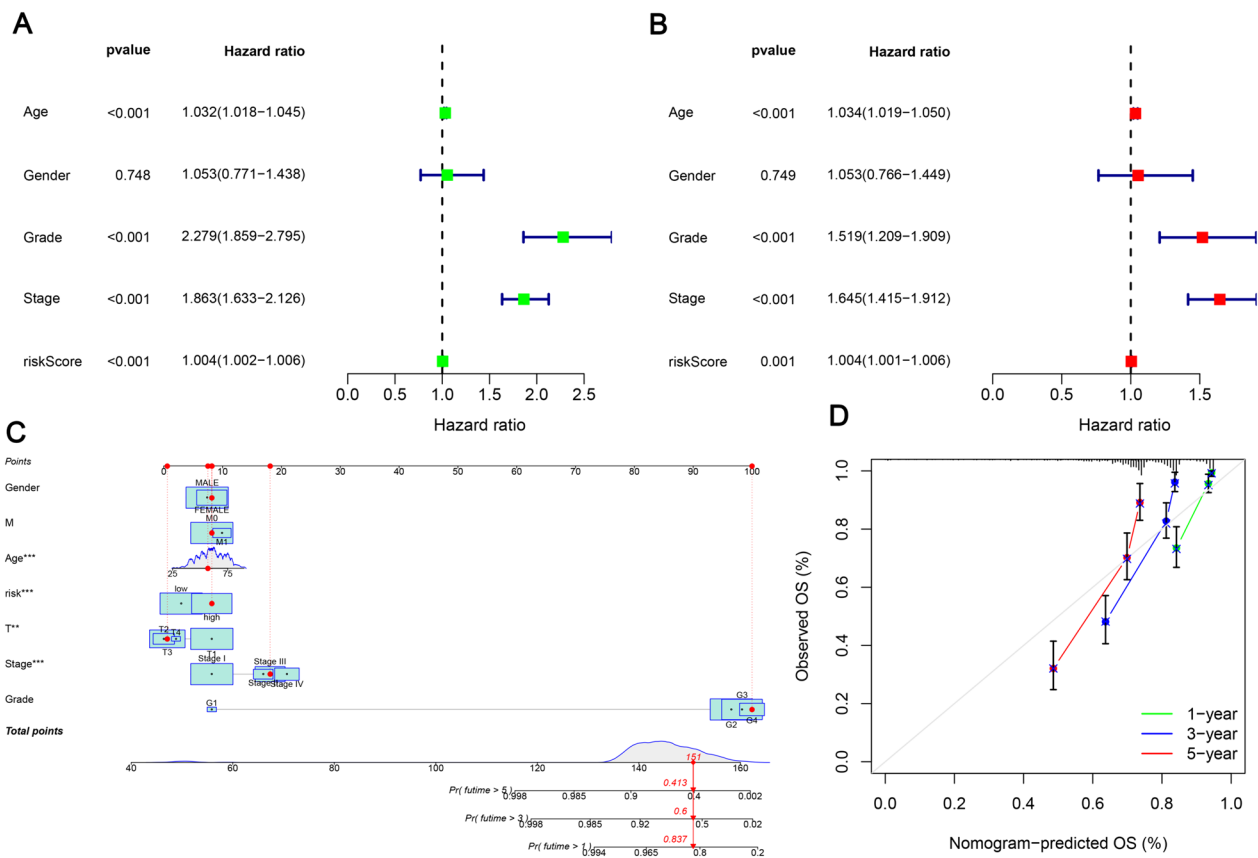 A
pvalue Hazard ratio
Age <0.001 1.032(1.018−1.045)
Gender 0.748 1.053(0.771−1.438)
Grade <0.001 2.279(1.859−2.795)
Stage <0.001 1.863(1.633−2.126)
riskScore <0.001 1.004(1.002−1.006)
0.0 0.5 1.0 1.5 2.0 2.5
Hazard ratio
B
pvalue Hazard ratio
Age <0.001 1.034(1.019−1.050)
Gender 0.749 1.053(0.766−1.449)
Grade <0.001 1.519(1.209−1.909)
Stage <0.001 1.645(1.415−1.912)
riskScore 0.001 1.004(1.001−1.006)
0.0 0.5 1.0 1.5
Hazard ratio
C
Points 0 10 20 30 40 50 60 70 80 90 100
Gender MALE
FEMALE
M M0
M1
Age***
25 75
risk*** low
high
T** T2 T4
T3 T1
Stage*** Stage I Stage III
Stage IV
Grade G1 G3
G2 G4
Total points
151
40 60 80 100 120 140 160
0.413
Pr( futime > 5 ) 0.998 0.985 0.9 0.4 0.002
0.6
Pr( futime > 3 ) 0.998 0.985 0.92 0.5 0.02
0.837
Pr( futime > 1 ) 0.994 0.965 0.8 0.2
D
Observed OS (%)
1.0
0.8
0.6
0.4
0.2
0.0
1−year
3−year
5−year
0.0 0.2 0.4 0.6 0.8 1.0
Nomogram−predicted OS (%)